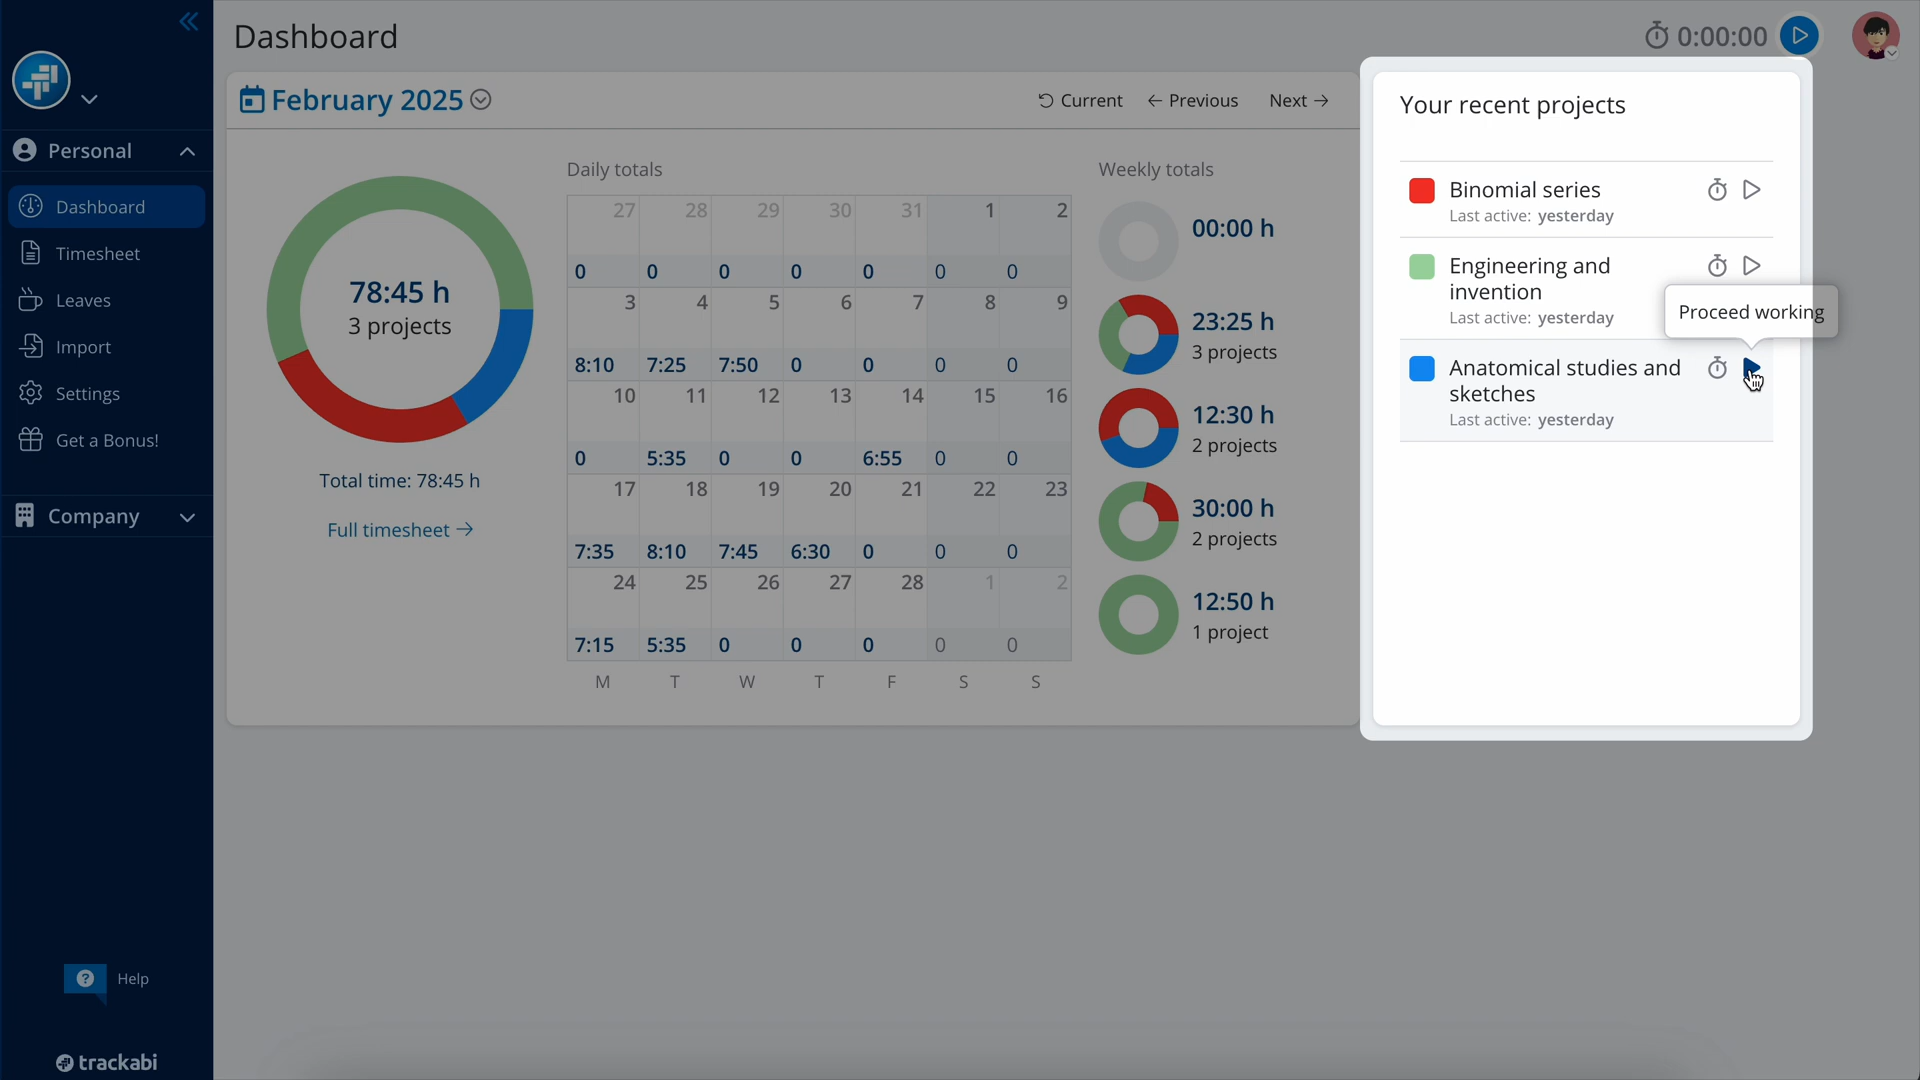 Dashboard
0:00:00
Personal
Dashboard
Timesheet
Leaves
Import
Settings
Get a Bonus!
Company
Help
trackabi
February 2025
Current
Previous
Next
78:45 h
3 projects
Total time: 78:45 h
Full timesheet
Daily totals
27 28 29 30 31 1 2
0 0 0 0 0 0 0
3 4 5 6 7 8 9
8:10 7:25 7:50 0 0 0 0
10 11 12 13 14 15 16
0 5:35 0 0 6:55 0 0
17 18 19 20 21 22 23
7:35 8:10 7:45 6:30 0 0 0
24 25 26 27 28 1 2
7:15 5:35 0 0 0 0 0
M T W T F S S
Weekly totals
00:00 h
23:25 h
3 projects
12:30 h
2 projects
30:00 h
2 projects
12:50 h
1 project
Your recent projects
Binomial series
Last active: yesterday
Engineering and
invention
Last active: yesterday
Proceed working
Anatomical studies and
sketches
Last active: yesterday